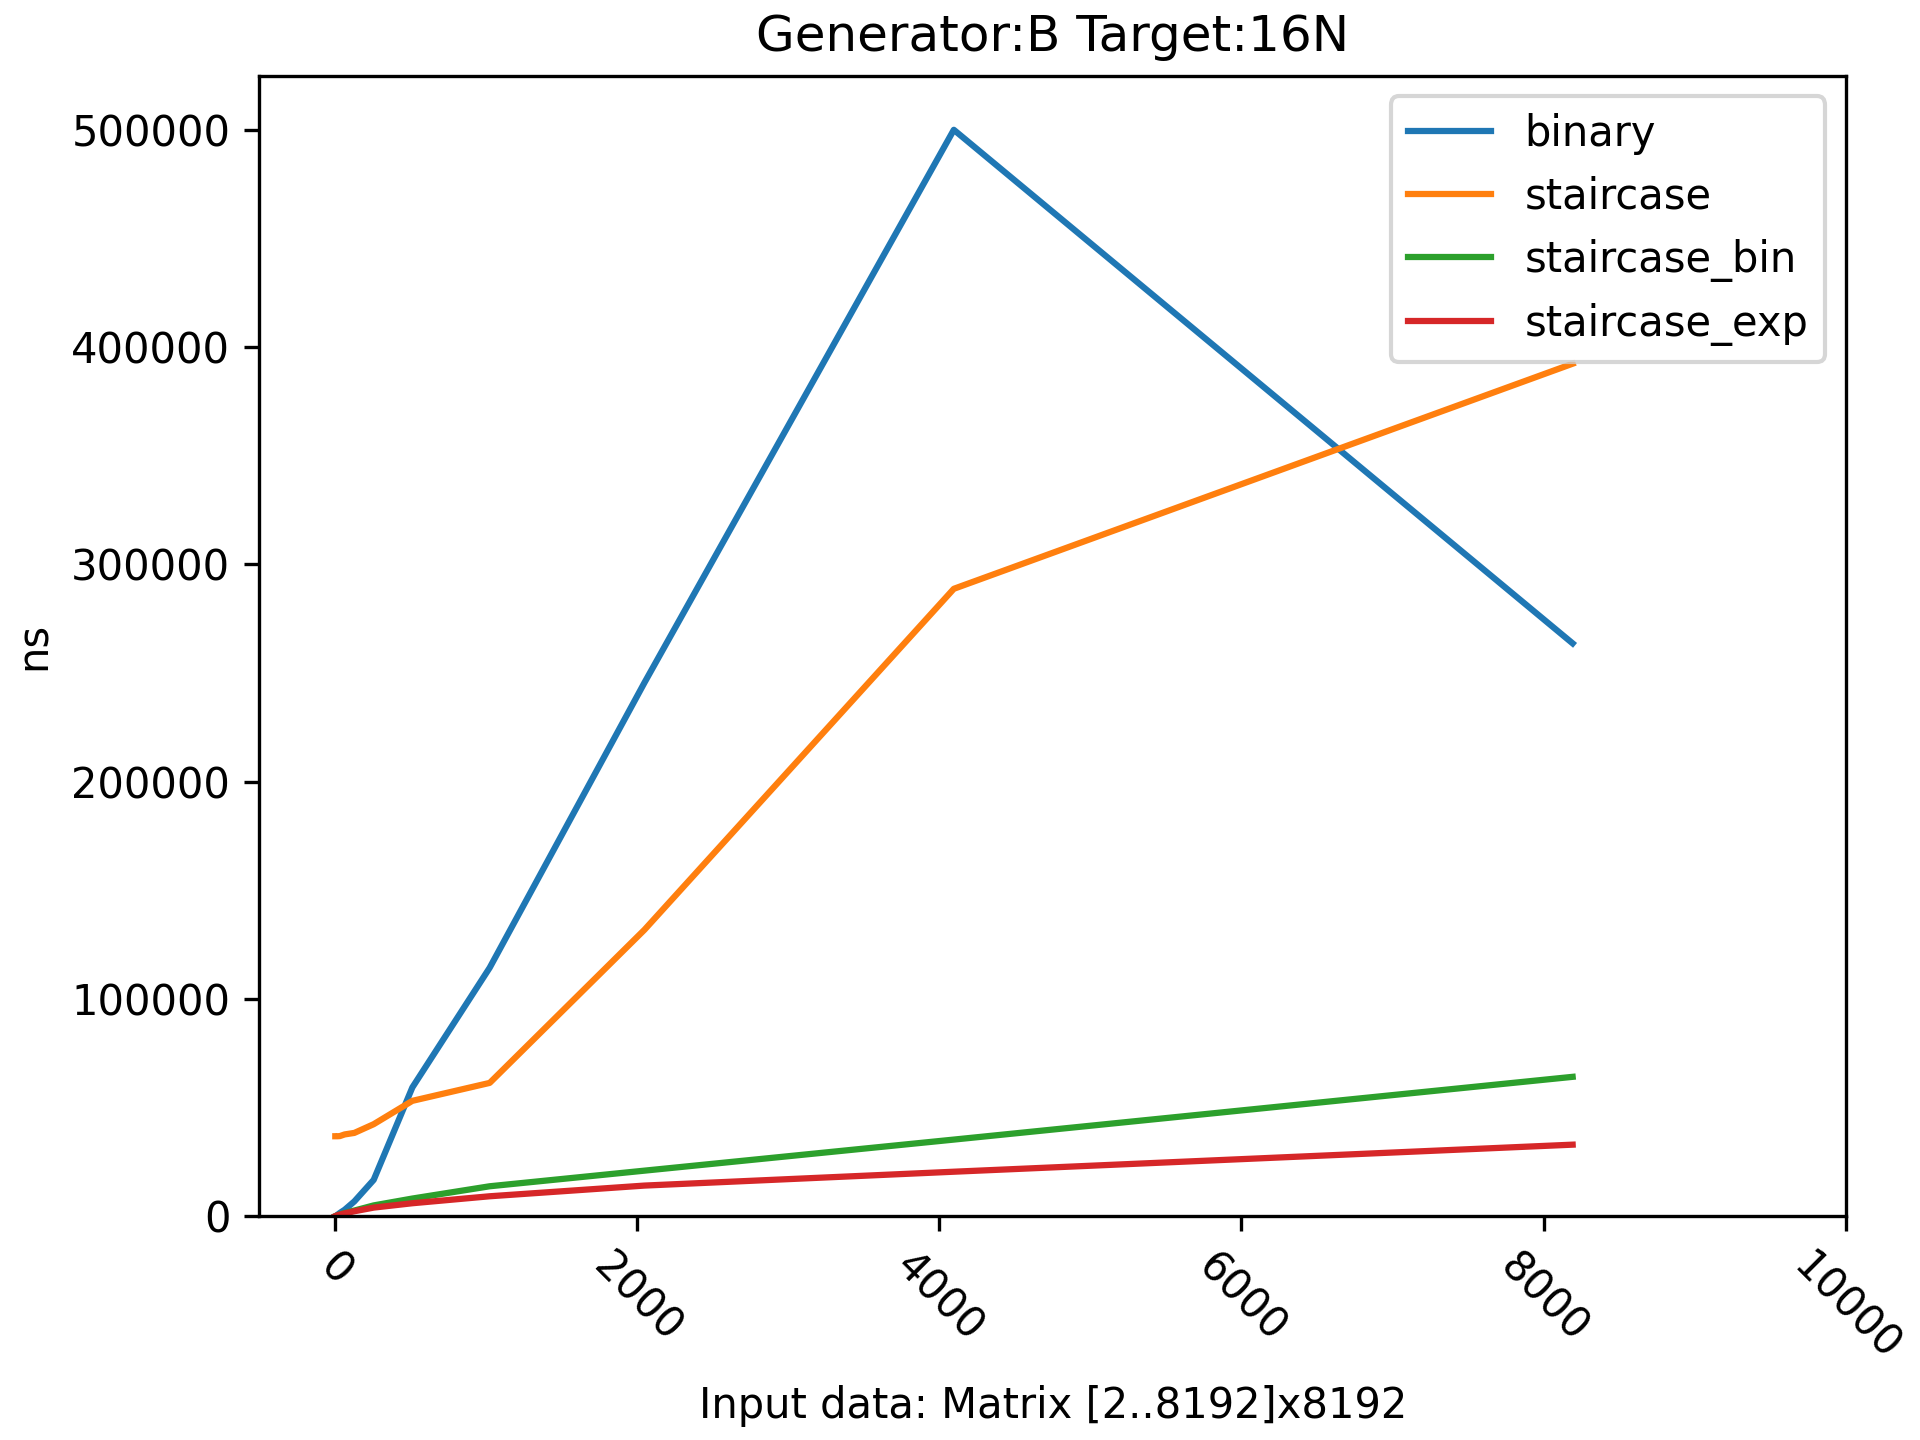 Generator:B Target:16N
500000
400000
300000
200000
100000
0
ns
binary
staircase
staircase_bin
staircase_exp
0
2000
4000
6000
8000
10000
Input data: Matrix [2..8192]x8192